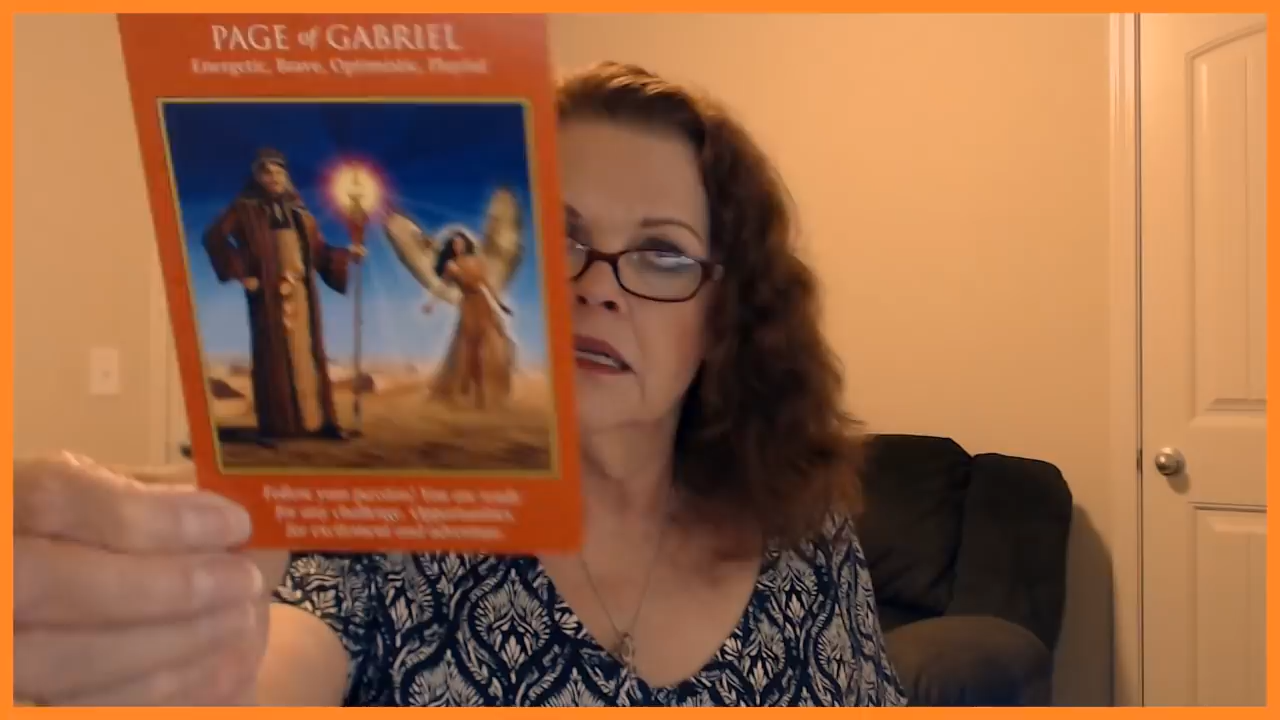 PAGE of GABRIEL
Energetic, Brave, Optimistic, Playful
Follow your passion! You are ready
for any challenge. Opportunities
for excitement and adventure.